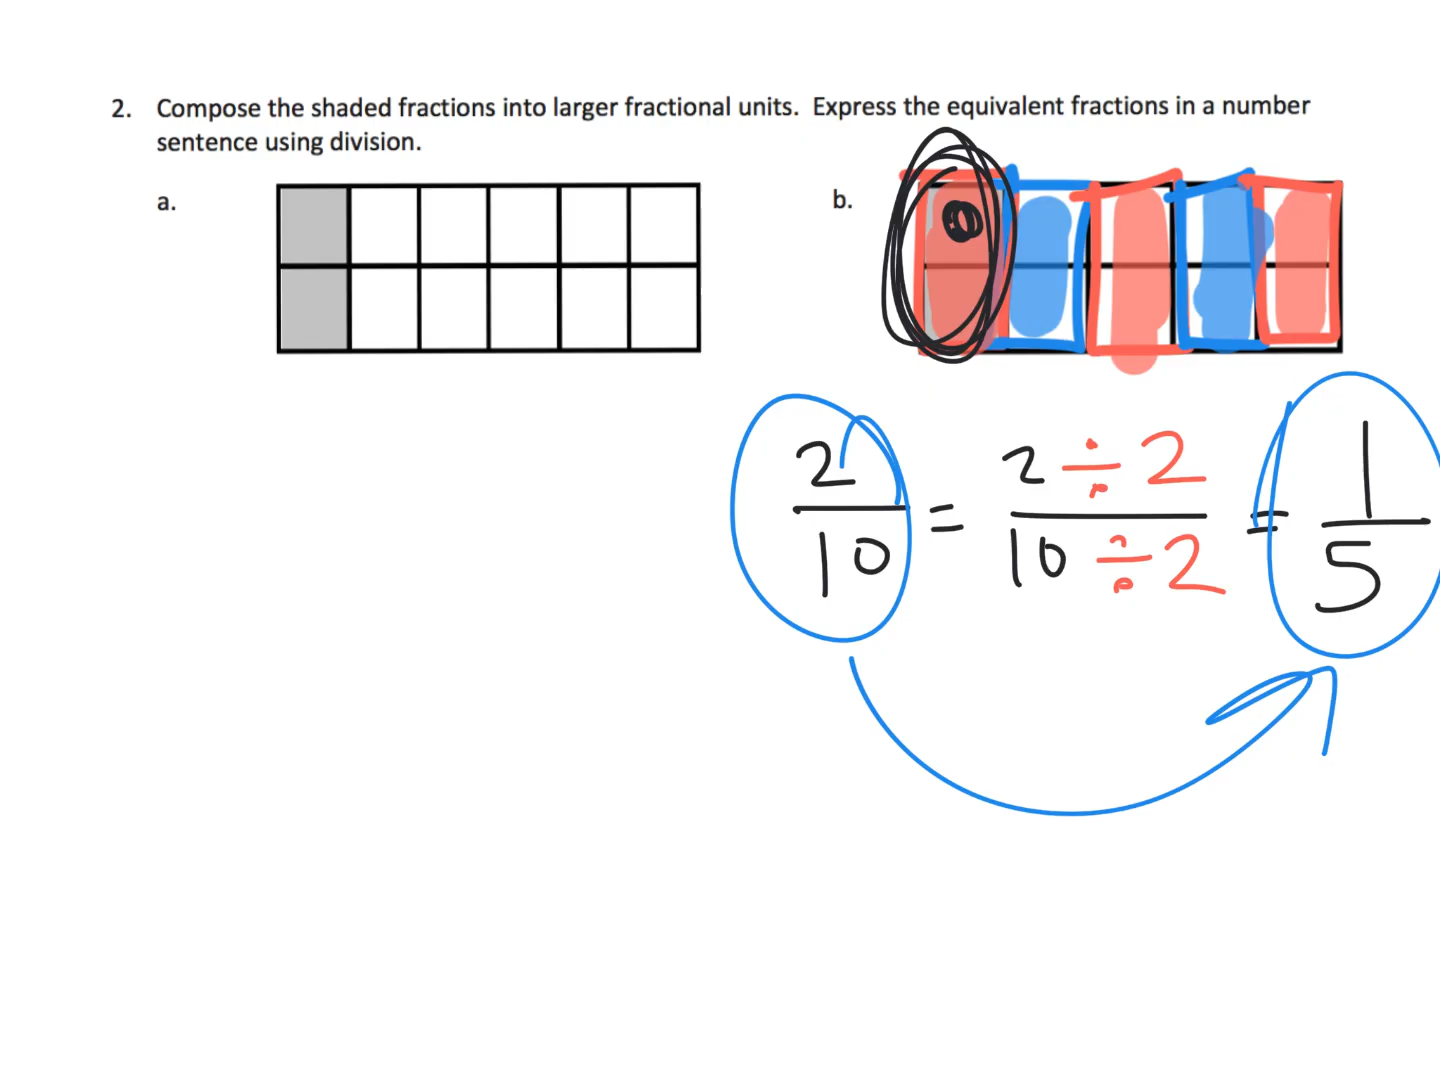 2. Compose the shaded fractions into larger fractional units. Express the equivalent fractions in a number
sentence using division.
a.
b.
2/10 = 2 ÷ 2/10 ÷ 2 = 1/5